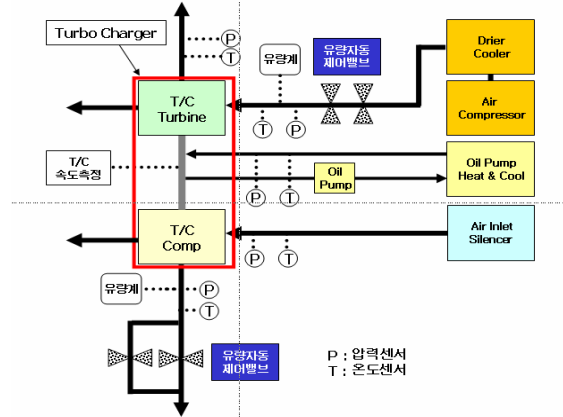 Turbo Charger
P
T
유량계
유량자동
제어밸브
Drier
Cooler
T/C
Turbine
T
P
Air
Compressor
T/C
속도측정
Oil
Pump
Oil Pump
Heat & Cool
P
T
T/C
Comp
Air Inlet
Silencer
P
T
유량계
P
T
유량자동
제어밸브
P : 압력센서
T : 온도센서